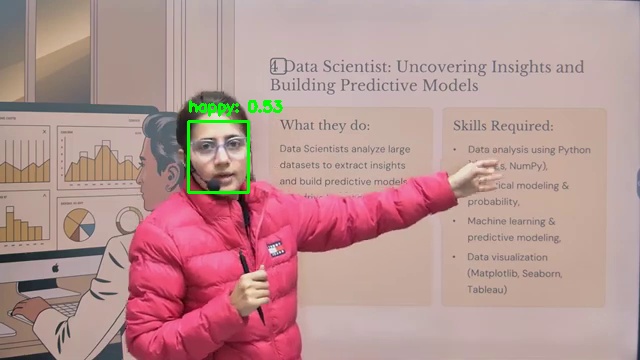 happy: 0.53
4 Data Scientist: Uncovering Insights and
Building Predictive Models
What they do:
Data Scientists analyze large
datasets to extract insights
and build predictive models
Skills Required:
• Data analysis using Python
NumPy),
modeling &
probability,
• Machine learning &
predictive modeling,
• Data visualization
(Matplotlib, Seaborn,
Tableau)